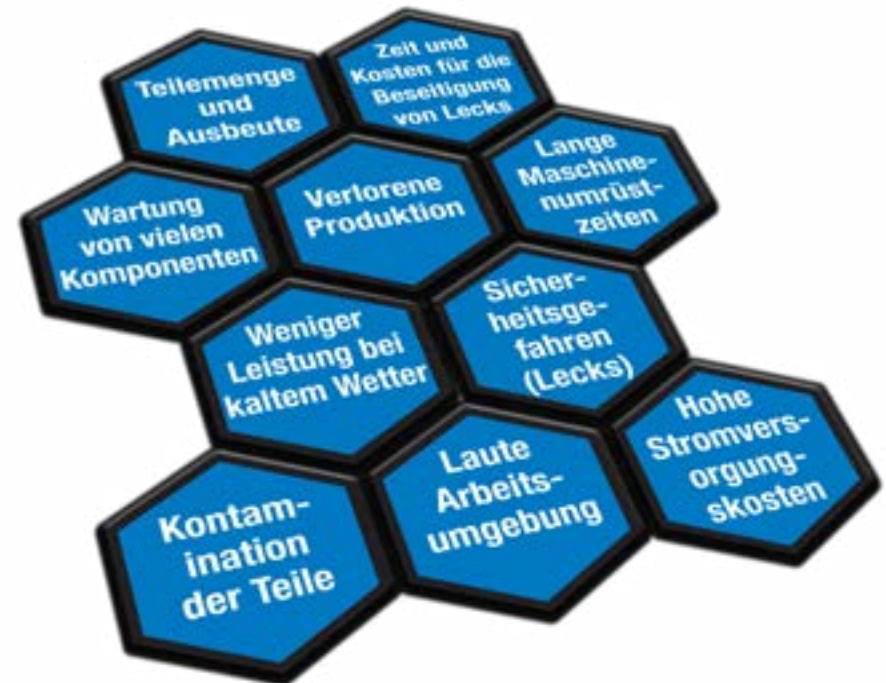 Teilemenge
und
Ausbeute
Zeit und
Kosten für die
Beseitigung
von Lecks
Wartung
von vielen
Komponenten
Verlorene
Produktion
Lange
Maschine-
numrüst-
zeiten
Weniger
Leistung bei
kaltem Wetter
Sicher-
heitsge-
fahren
(Lecks)
Kontam-
ination
der Teile
Laute
Arbeits-
umgebung
Hohe
Stromvers-
orgung-
skosten